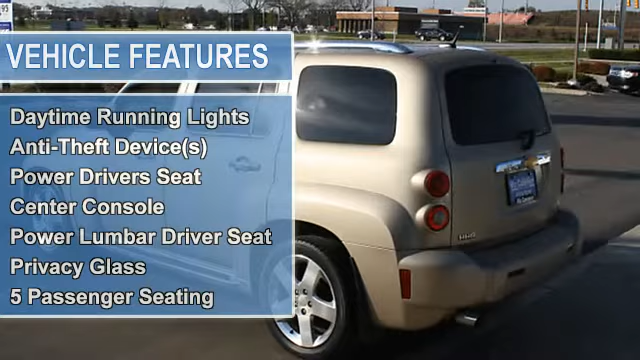 VEHICLE FEATURES
Daytime Running Lights
Anti-Theft Device(s)
Power Drivers Seat
Center Console
Power Lumbar Driver Seat
Privacy Glass
5 Passenger Seating
HHR